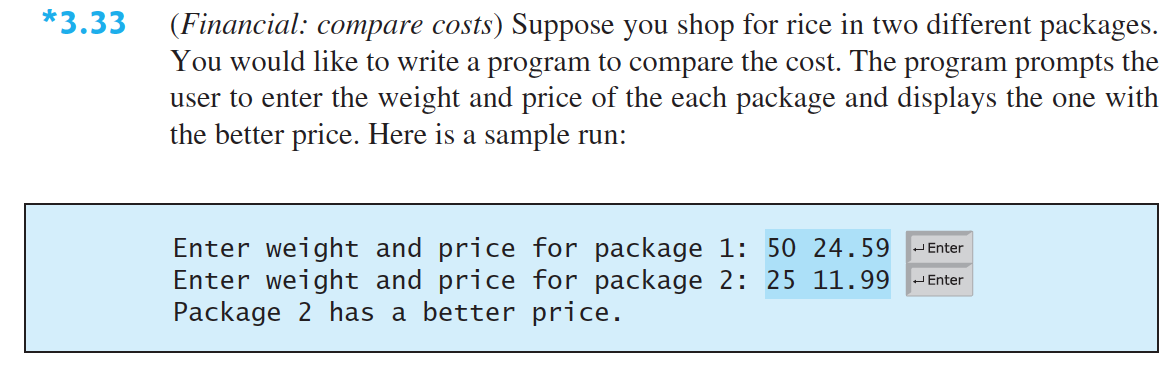 *3.33 (Financial: compare costs) Suppose you shop for rice in two different packages.
You would like to write a program to compare the cost. The program prompts the
user to enter the weight and price of the each package and displays the one with
the better price. Here is a sample run:
Enter weight and price for package 1: 50 24.59 ↵Enter
Enter weight and price for package 2: 25 11.99 ↵Enter
Package 2 has a better price.